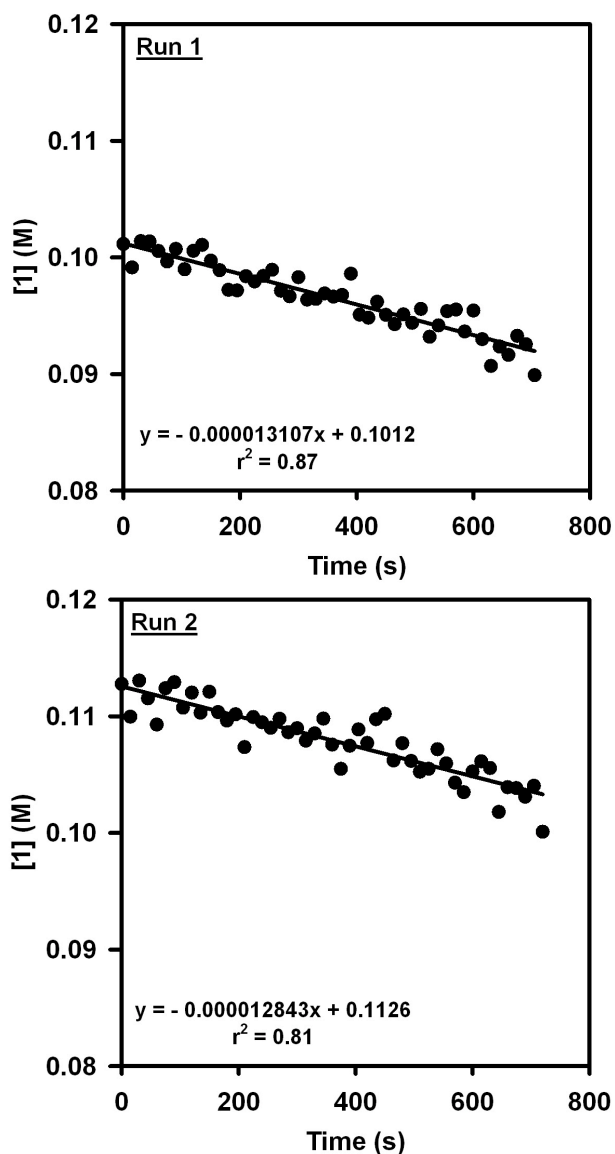 0.12
Run 1
0.11
0.10
[1] (M)
0.09
y = - 0.000013107x + 0.1012
r² = 0.87
0.08
0 200 400 600 800
Time (s)
0.12
Run 2
0.11
0.10
[1] (M)
0.09
y = - 0.000012843x + 0.1126
r² = 0.81
0.08
0 200 400 600 800
Time (s)